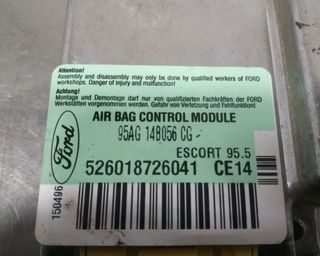 Attention!
Assembly and disassembly may only be done by qualified workers of FORD
workshops. Danger of injury and malfunction!
Achtung!
Montage und Demontage darf nur von qualifizierten Fachkräften der FORD
Werkstätten vorgenommen werden. Gefahr von Verletzung und Fehlfunktion!
Ford
AIR BAG CONTROL MODULE
95AG 14B056 CG -
ESCORT 95.5
526018726041 CE14
150496